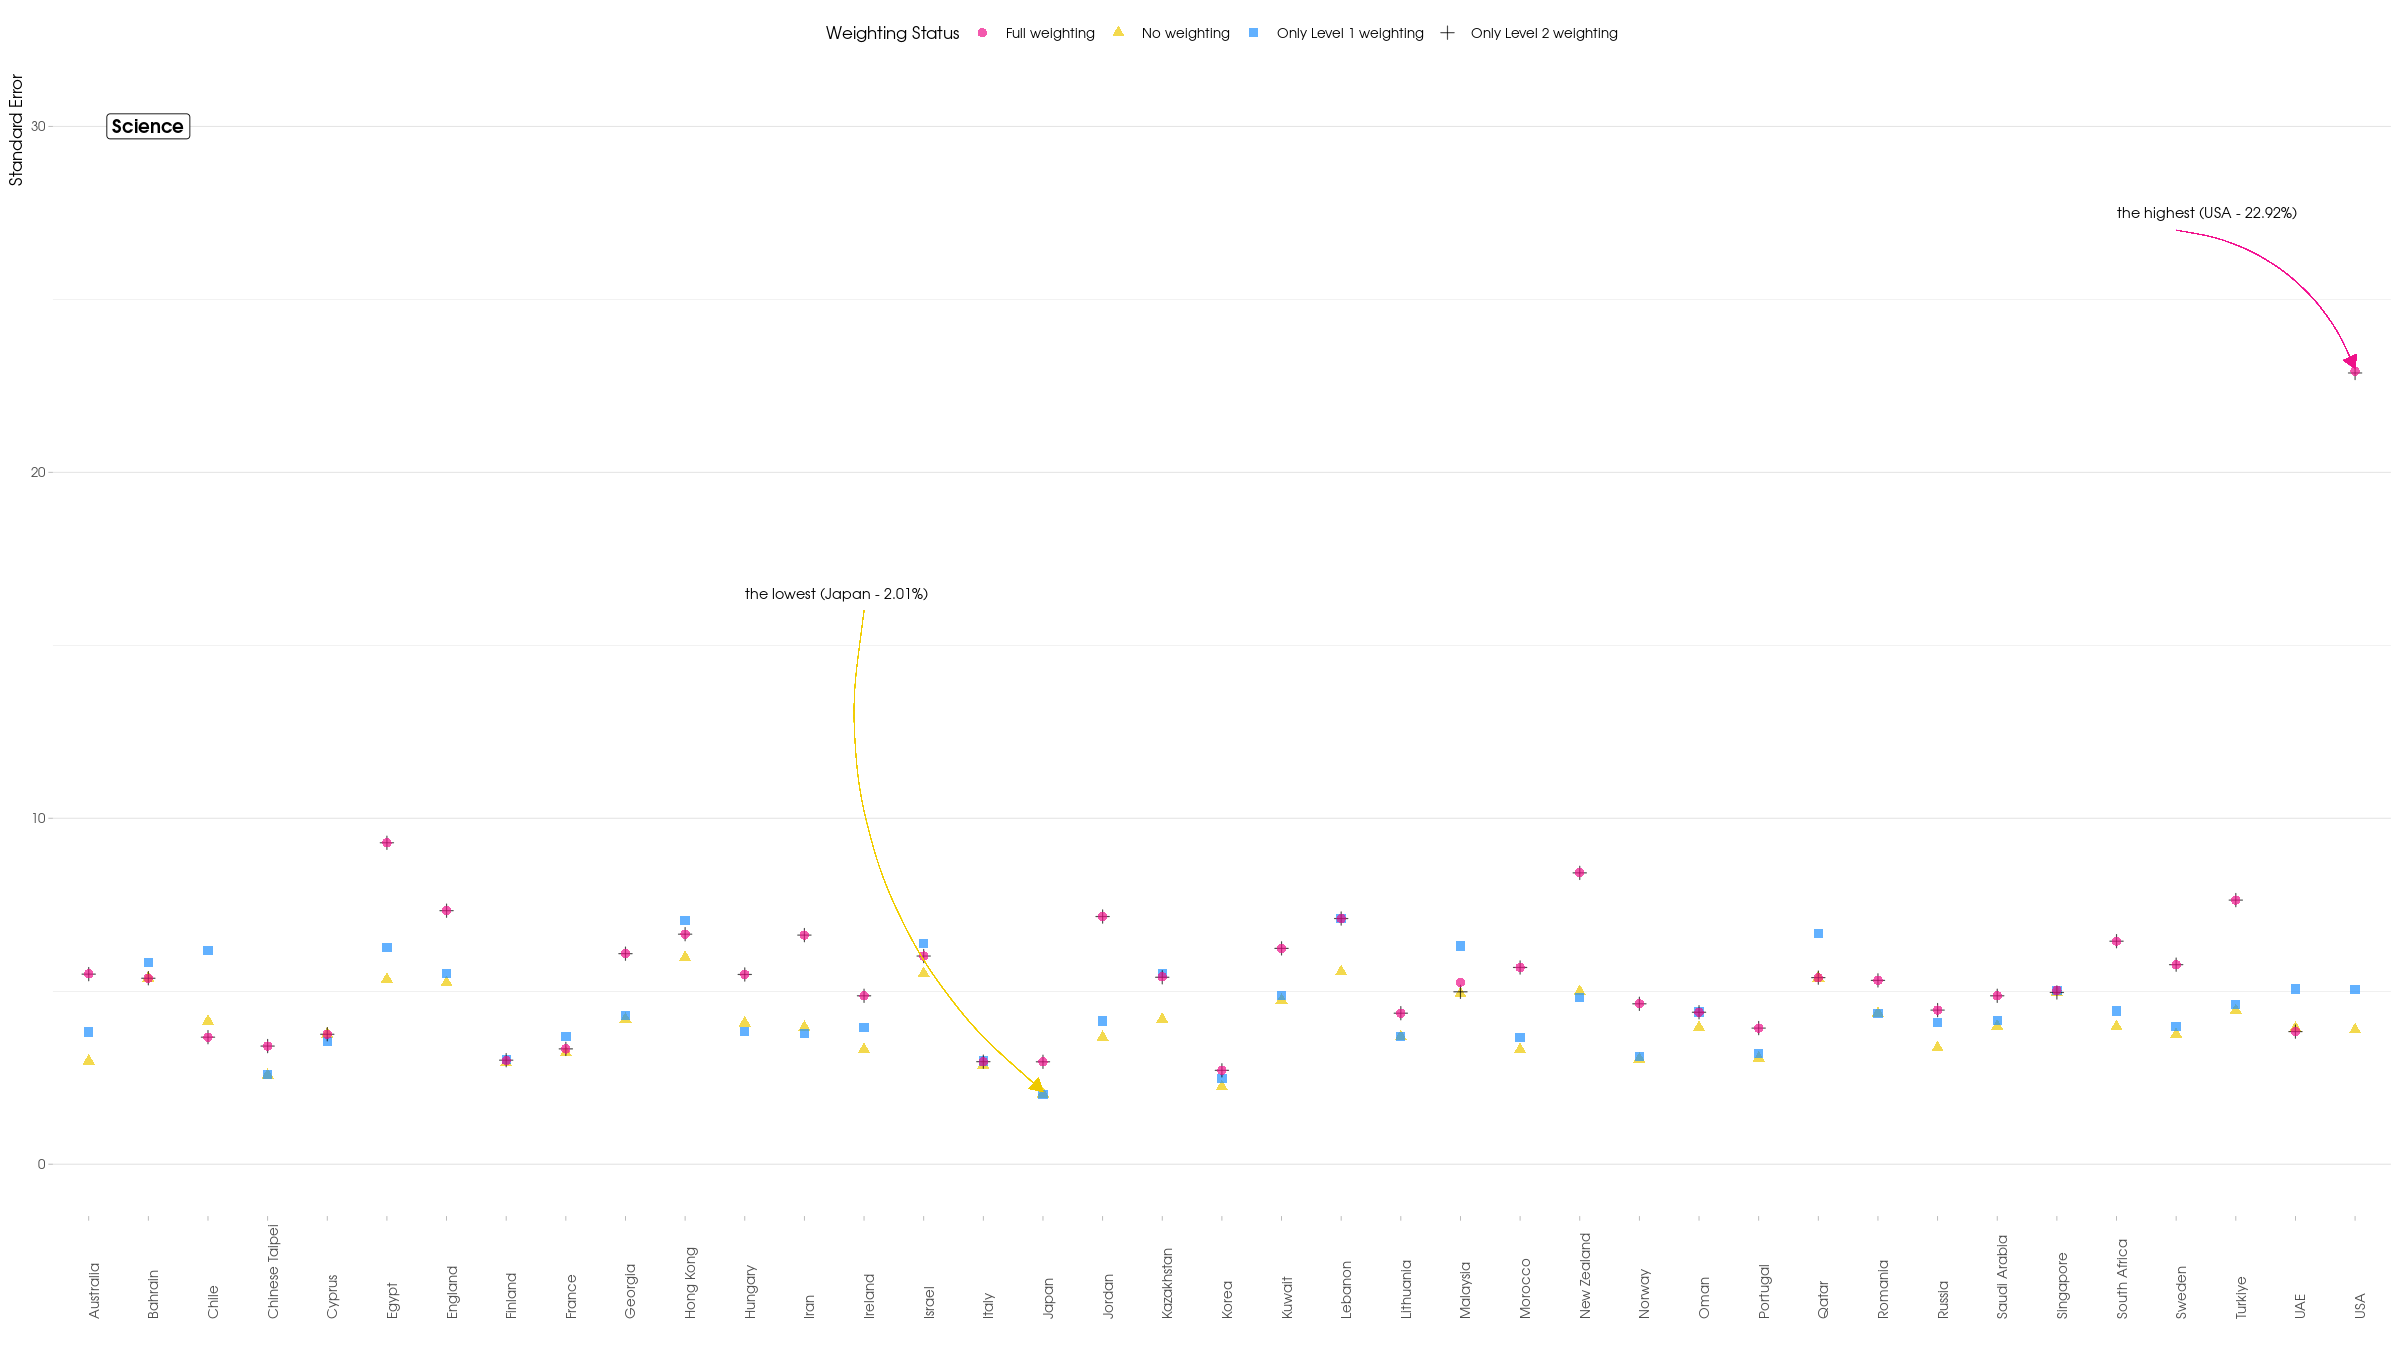 Weighting Status Full weighting No weighting Only Level 1 weighting Only Level 2 weighting
Standard Error
30
Science
the highest (USA - 22.92%)
20
the lowest (Japan - 2.01%)
10
0
Australia
Bahrain
Chile
Chinese Taipei
Cyprus
Egypt
England
Finland
France
Georgia
Hong Kong
Hungary
Iran
Ireland
Israel
Italy
Japan
Jordan
Kazakhstan
Korea
Kuwait
Lebanon
Lithuania
Malaysia
Morocco
New Zealand
Norway
Oman
Portugal
Qatar
Romania
Russia
Saudi Arabia
Singapore
South Africa
Sweden
Turkiye
UAE
USA